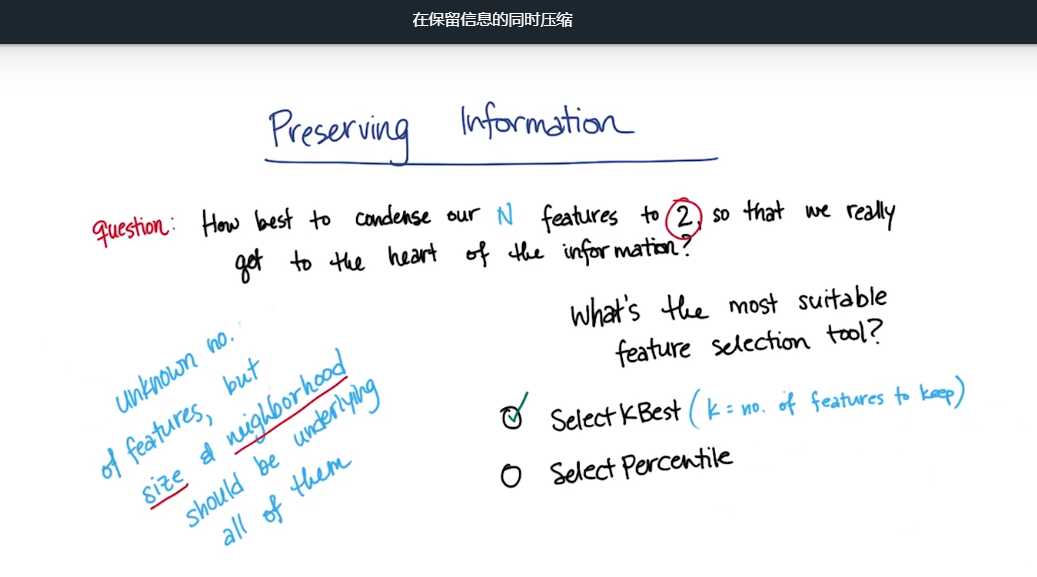 在保留信息的同时压缩
Preserving Information
question: How best to condense our N features to 2, so that we really
get to the heart of the information?
What's the most suitable
feature selection tool?
unknown no.
of features, but
size & neighborhood
should be underlying
all of them
Select K Best (k = no. of features to keep)
Select Percentile